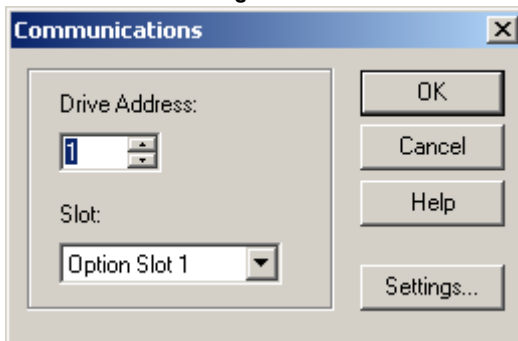 Communications
Drive Address:
1
Slot:
Option Slot 1
OK
Cancel
Help
Settings...